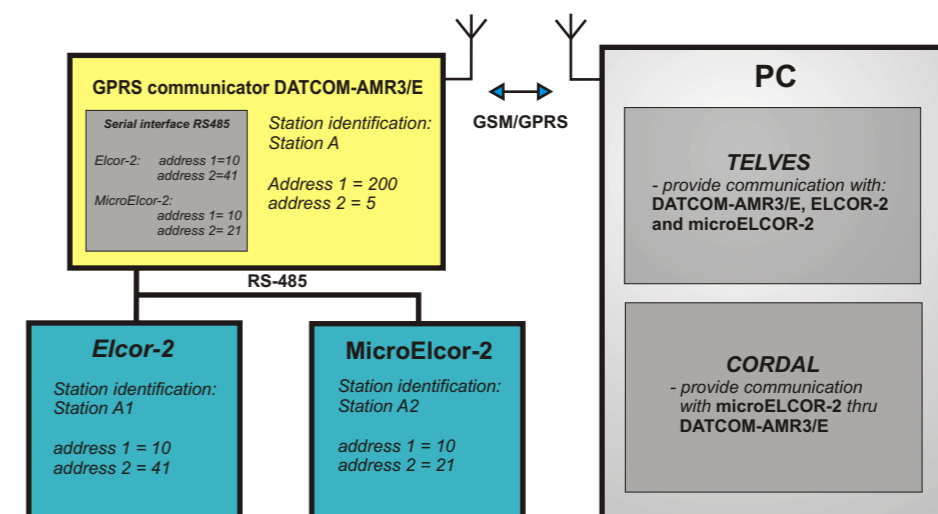 GPRS communicator DATCOM-AMR3/E
Serial interface RS485
Elcor-2: address 1=10
address 2=41
MicroElcor-2:
address 1= 10
address 2= 21
Station identification:
Station A
Address 1 = 200
address 2 = 5
GSM/GPRS
RS-485
Elcor-2
Station identification:
Station A1
address 1 = 10
address 2 = 41
MicroElcor-2
Station identification:
Station A2
address 1 = 10
address 2 = 21
PC
TELVES
- provide communication with:
DATCOM-AMR3/E, ELCOR-2
and microELCOR-2
CORDAL
- provide communication
with microELCOR-2 thru
DATCOM-AMR3/E